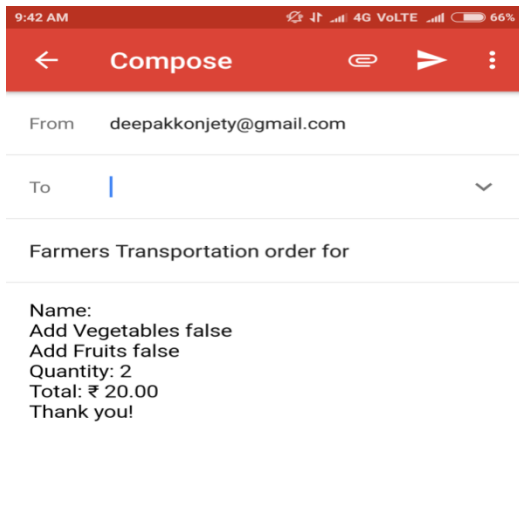 9:42 AM 4G VoLTE 66%
Compose
From deepakkonjety@gmail.com
To
Farmers Transportation order for
Name:
Add Vegetables false
Add Fruits false
Quantity: 2
Total: ₹ 20.00
Thank you!